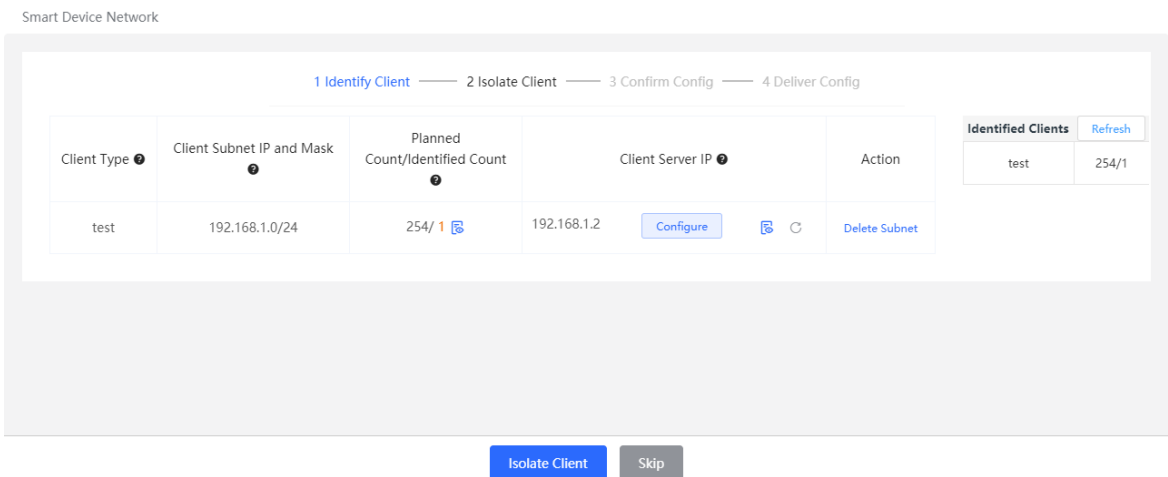 Smart Device Network
1 Identify Client 2 Isolate Client 3 Confirm Config 4 Deliver Config
Client Type Client Subnet IP and Mask Planned Count/Identified Count Client Server IP Action
test 192.168.1.0/24 254/ 1 192.168.1.2 Configure Delete Subnet
Identified Clients Refresh
test 254/1
Isolate Client Skip